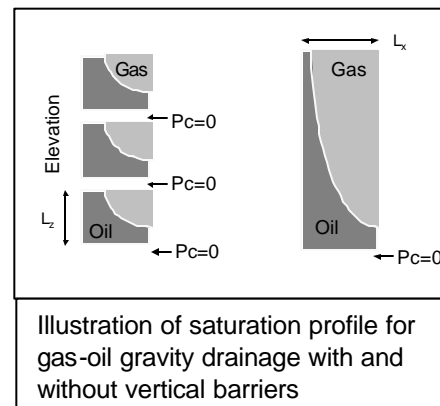 Gas
Pc=0
Pc=0
Elevation
Lz
Oil
Pc=0
Lx
Gas
Oil
Pc=0
Illustration of saturation profile for
gas-oil gravity drainage with and
without vertical barriers